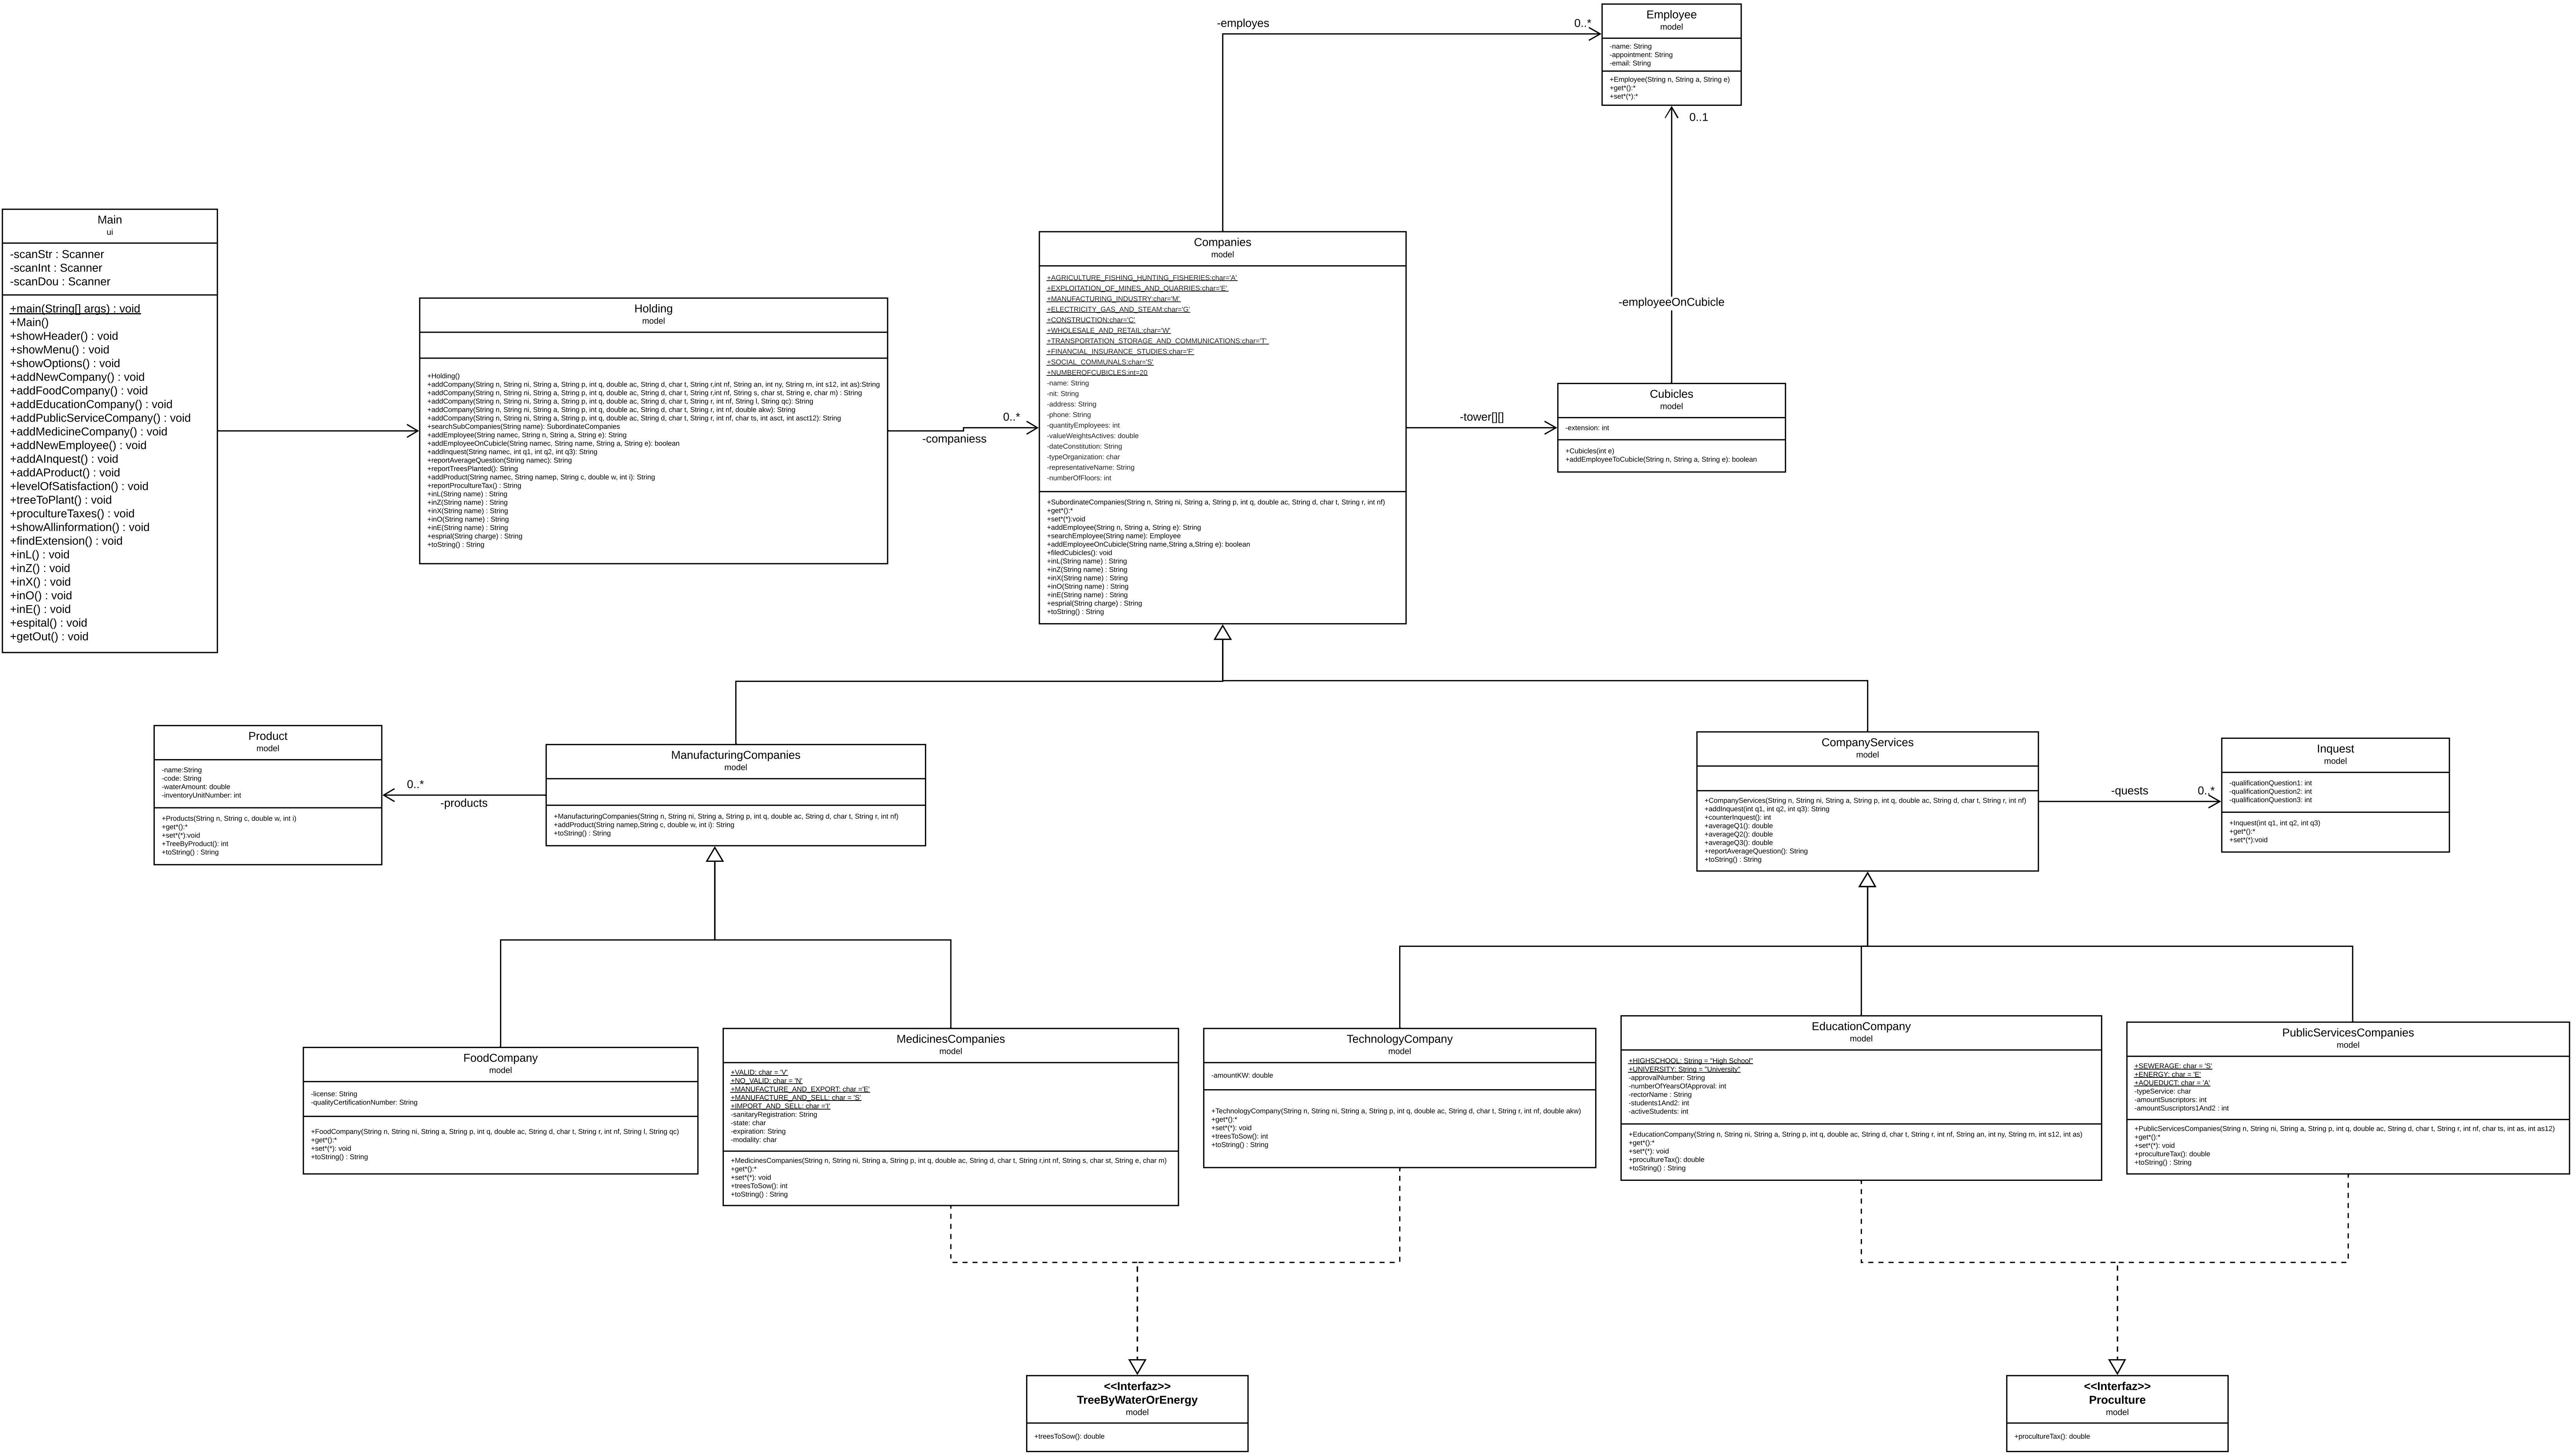 -employes
0..*
Employee
model
-name: String
-appointment: String
-email: String
+Employee(String n, String a, String e)
+get*():*
+set*(*):*
0..1
-employeeOnCubicle
Main
ui
-scanStr : Scanner
-scanInt : Scanner
-scanDou : Scanner
+main(String[] args) : void
+Main()
+showHeader() : void
+showMenu() : void
+showOptions() : void
+addNewCompany() : void
+addFoodCompany() : void
+addEducationCompany() : void
+addPublicServiceCompany() : void
+addMedicineCompany() : void
+addNewEmployee() : void
+addAInquest() : void
+addAProduct() : void
+levelOfSatisfaction() : void
+treeToPlant() : void
+procultureTaxes() : void
+showAllinformation() : void
+findExtension() : void
+inL() : void
+inZ() : void
+inX() : void
+inO() : void
+inE() : void
+espital() : void
+getOut() : void
Holding
model
+Holding()
+addCompany(String n, String ni, String a, String p, int q, double ac, String d, char t, String r,int nf, String an, int ny, String rn, int s12, int as):String
+addCompany(String n, String ni, String a, String p, int q, double ac, String d, char t, String r,int nf, String s, char st, String e, char m) : String
+addCompany(String n, String ni, String a, String p, int q, double ac, String d, char t, String r, int nf, String l, String qc): String
+addCompany(String n, String ni, String a, String p, int q, double ac, String d, char t, String r, int nf, double akw): String
+addCompany(String n, String ni, String a, String p, int q, double ac, String d, char t, String r, int nf, char ts, int asct, int asct12): String
+searchSubCompanies(String name): SubordinateCompanies
+addEmployee(String namec, String n, String a, String e): String
+addEmployeeOnCubicle(String namec, String name, String a, String e): boolean
+addInquest(String namec, int q1, int q2, int q3): String
+reportAverageQuestion(String namec): String
+reportTreesPlanted(): String
+addProduct(String namec, String namep, String c, double w, int i): String
+reportProcultureTax() : String
+inL(String name) : String
+inZ(String name) : String
+inX(String name) : String
+inO(String name) : String
+inE(String name) : String
+esprial(String charge) : String
+toString() : String
0..*
-companiess
Companies
model
+AGRICULTURE_FISHING_HUNTING_FISHERIES:char='A'
+EXPLOITATION_OF_MINES_AND_QUARRIES:char='E'
+MANUFACTURING_INDUSTRY:char='M'
+ELECTRICITY_GAS_AND_STEAM:char='G'
+CONSTRUCTION:char='C'
+WHOLESALE_AND_RETAIL:char='W'
+TRANSPORTATION_STORAGE_AND_COMMUNICATIONS:char='T'
+FINANCIAL_INSURANCE_STUDIES:char='F'
+SOCIAL_COMMUNALS:char='S'
+NUMBEROFCUBICLES:int=20
-name: String
-nit: String
-address: String
-phone: String
-quantityEmployees: int
-valueWeightsActives: double
-dateConstitution: String
-typeOrganization: char
-representativeName: String
-numberOfFloors: int
+SubordinateCompanies(String n, String ni, String a, String p, int q, double ac, String d, char t, String r, int nf)
+get*():*
+set*(*):void
+addEmployee(String n, String a, String e): String
+searchEmployee(String name): Employee
+addEmployeeOnCubicle(String name,String a,String e): boolean
+filedCubicles(): void
+inL(String name) : String
+inZ(String name) : String
+inX(String name) : String
+inO(String name) : String
+inE(String name) : String
+esprial(String charge) : String
+toString() : String
-tower[][]
Cubicles
model
-extension: int
+Cubicles(int e)
+addEmployeeToCubicle(String n, String a, String e): boolean
Product
model
-name:String
-code: String
-waterAmount: double
-inventoryUnitNumber: int
+Products(String n, String c, double w, int i)
+get*():*
+set*(*):void
+TreeByProduct(): int
+toString() : String
0..*
-products
ManufacturingCompanies
model
+ManufacturingCompanies(String n, String ni, String a, String p, int q, double ac, String d, char t, String r, int nf)
+addProduct(String namep,String c, double w, int i): String
+toString() : String
CompanyServices
model
+CompanyServices(String n, String ni, String a, String p, int q, double ac, String d, char t, String r, int nf)
+addInquest(int q1, int q2, int q3): String
+counterInquest(): int
+averageQ1(): double
+averageQ2(): double
+averageQ3(): double
+reportAverageQuestion(): String
+toString() : String
-quests
0..*
Inquest
model
-qualificationQuestion1: int
-qualificationQuestion2: int
-qualificationQuestion3: int
+Inquest(int q1, int q2, int q3)
+get*():*
+set*(*):void
FoodCompany
model
-license: String
-qualityCertificationNumber: String
+FoodCompany(String n, String ni, String a, String p, int q, double ac, String d, char t, String r, int nf, String l, String qc)
+get*():*
+set*(*): void
+toString() : String
MedicinesCompanies
model
+VALID: char = 'V'
+NO_VALID: char = 'N'
+MANUFACTURE_AND_EXPORT: char ='E'
+MANUFACTURE_AND_SELL: char = 'S'
+IMPORT_AND_SELL: char ='I'
-sanitaryRegistration: String
-state: char
-expiration: String
-modality: char
+MedicinesCompanies(String n, String ni, String a, String p, int q, double ac, String d, char t, String r,int nf, String s, char st, String e, char m)
+get*():*
+set*(*): void
+treesToSow(): int
+toString() : String
TechnologyCompany
model
-amountKW: double
+TechnologyCompany(String n, String ni, String a, String p, int q, double ac, String d, char t, String r, int nf, double akw)
+get*():*
+set*(*): void
+treesToSow(): int
+toString() : String
EducationCompany
model
+HIGHSCHOOL: String = "High School"
+UNIVERSITY: String = "University"
-approvalNumber: String
-numberOfYearsOfApproval: int
-rectorName : String
-students1And2: int
-activeStudents: int
+EducationCompany(String n, String ni, String a, String p, int q, double ac, String d, char t, String r, int nf, String an, int ny, String rn, int s12, int as)
+get*():*
+set*(*): void
+procultureTax(): double
+toString() : String
PublicServicesCompanies
model
+SEWERAGE: char = 'S'
+ENERGY: char = 'E'
+AQUEDUCT: char = 'A'
-typeService: char
-amountSuscriptors: int
-amountSuscriptors1And2 : int
+PublicServicesCompanies(String n, String ni, String a, String p, int q, double ac, String d, char t, String r, int nf, char ts, int as, int as12)
+get*():*
+set*(*): void
+procultureTax(): double
+toString() : String
<<Interfaz>>
TreeByWaterOrEnergy
model
+treesToSow(): double
<<Interfaz>>
Proculture
model
+procultureTax(): double